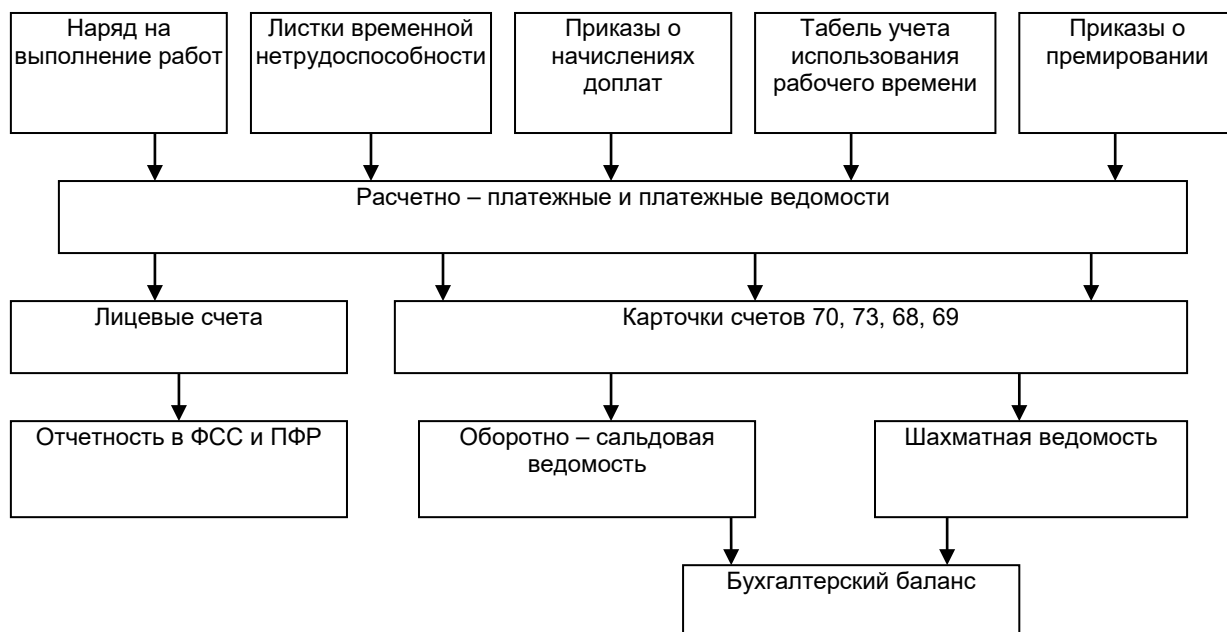 Наряд на
выполнение работ
Листки временной
нетрудоспособности
Приказы о
начислениях
доплат
Табель учета
использования
рабочего времени
Приказы о
премировании
Расчетно – платежные и платежные ведомости
Лицевые счета
Карточки счетов 70, 73, 68, 69
Отчетность в ФСС и ПФР
Оборотно – сальдовая
ведомость
Шахматная ведомость
Бухгалтерский баланс